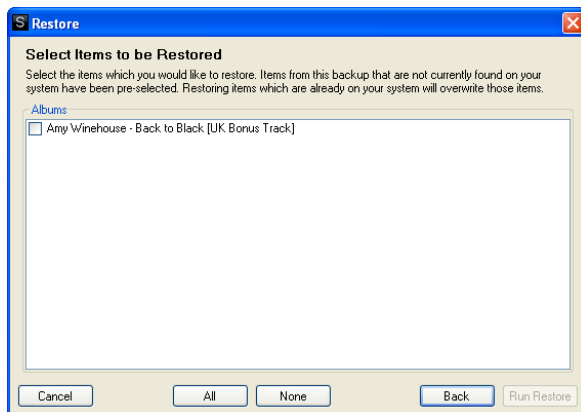 S Restore
Select Items to be Restored
Select the items which you would like to restore. Items from this backup that are not currently found on your
system have been pre-selected. Restoring items which are already on your system will overwrite those items.
Albums
Amy Winehouse - Back to Black [UK Bonus Track]
Cancel All None Back Run Restore